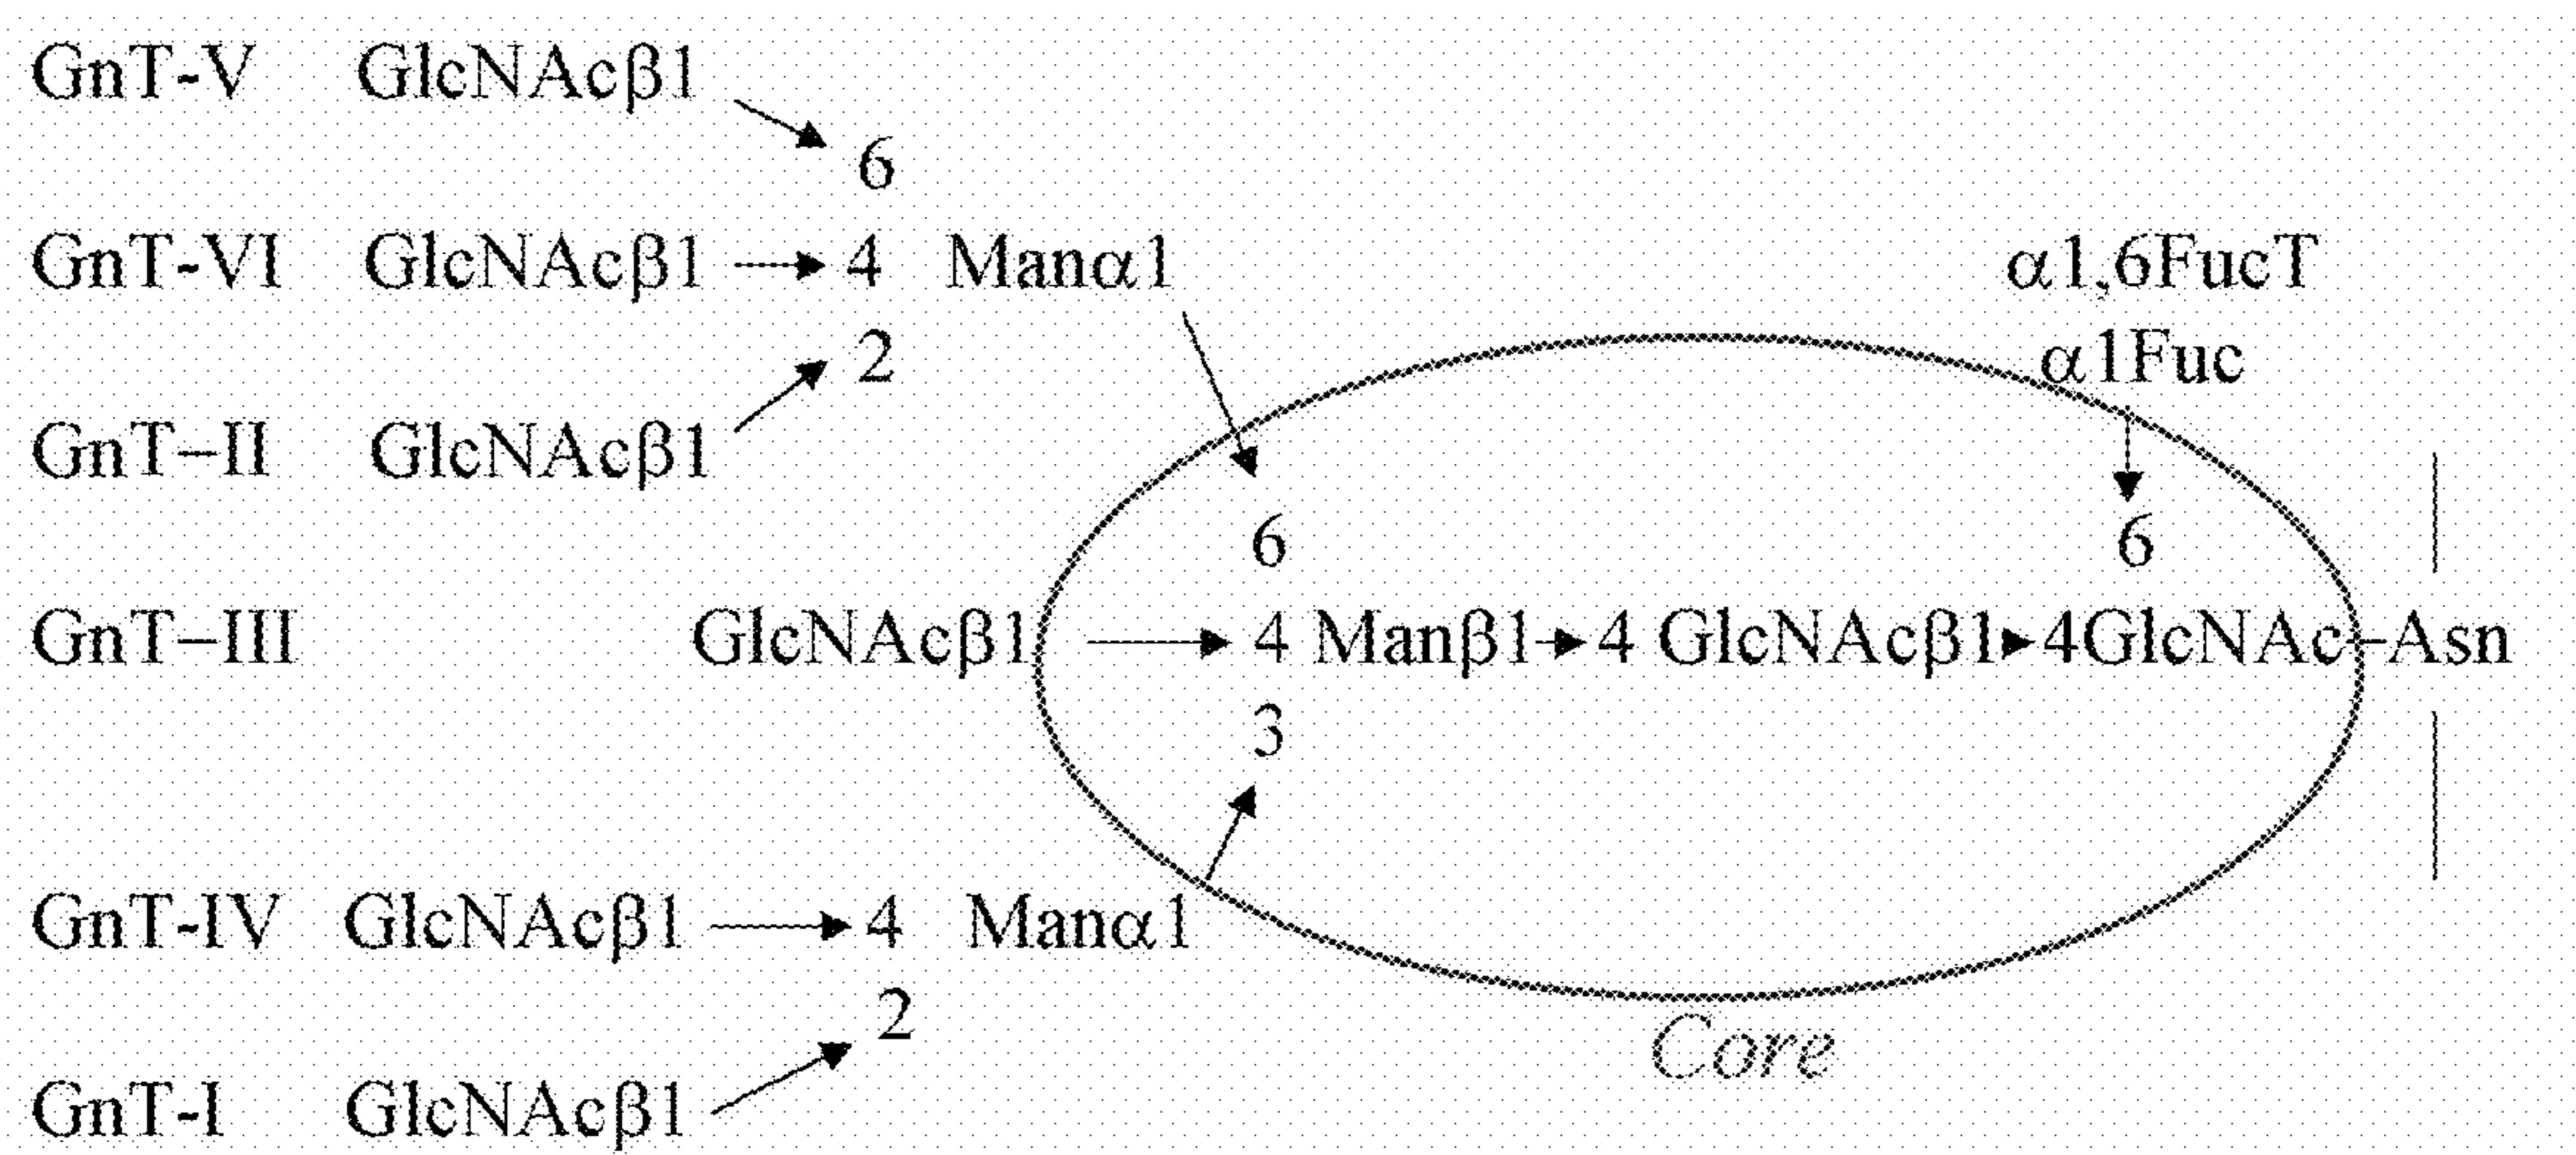 GnT-V GlcNAcβ1
6
GnT-VI GlcNAcβ1 4 Manα1 α1,6FucT
2 α1Fuc
GnT–II GlcNAcβ1
6 6
GnT–III GlcNAcβ1 4 Manβ1 4 GlcNAcβ1 4GlcNAc–Asn
3
GnT-IV GlcNAcβ1 4 Manα1
2
Core
GnT-I GlcNAcβ1